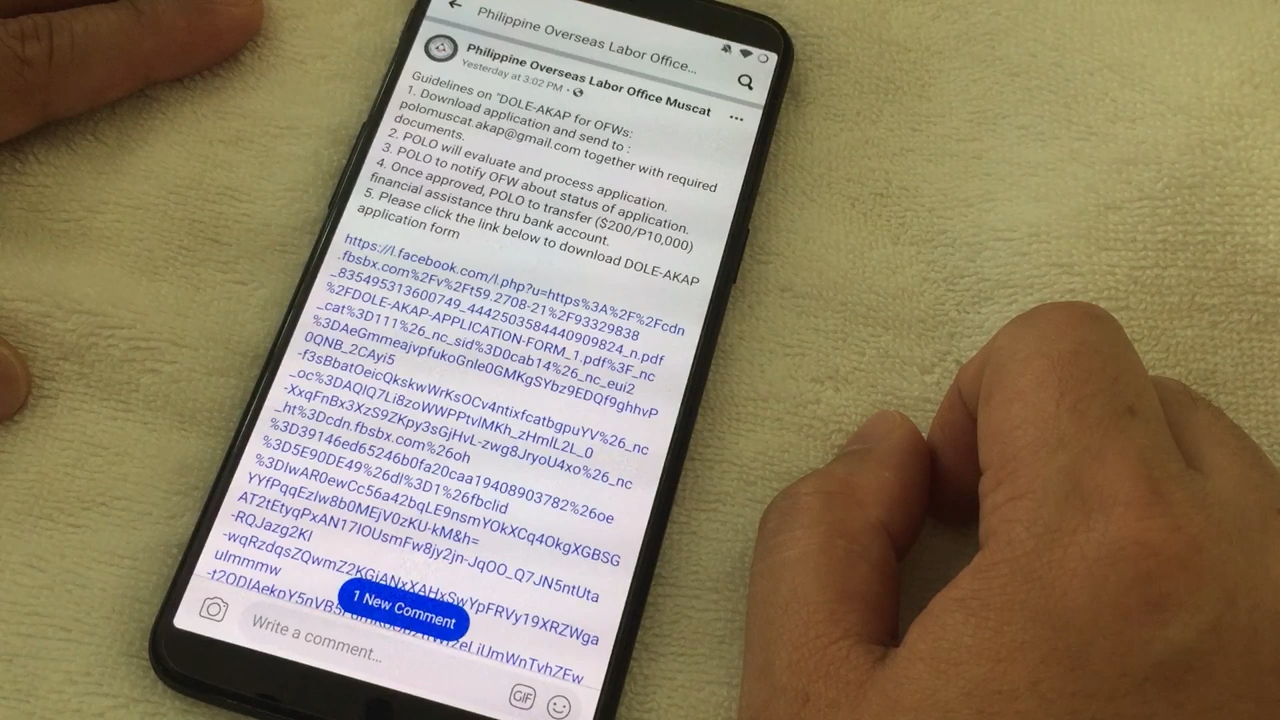 Philippine Overseas Labor Office...
Philippine Overseas Labor Office Muscat
Yesterday at 3:02 PM ·
Guidelines on "DOLE-AKAP for OFWs:
1. Download application and send to :
polomuscat.akap@gmail.com together with required
documents.
2. POLO will evaluate and process application.
3. POLO to notify OFW about status of application.
4. Once approved, POLO to transfer ($200/P10,000)
financial assistance thru bank account.
5. Please click the link below to download DOLE-AKAP
application form
https://l.facebook.com/l.php?u=https%3A%2F%2Fcdn
.fbsbx.com%2Fv%2Ft59.2708-21%2F93329838
_835495313600749_4442503584440909824_n.pdf
%2FDOLE-AKAP-APPLICATION-FORM_1.pdf%3F_nc
_cat%3D111%26_nc_sid%3D0cab14%26_nc_eui2
%3DAeGmmeajvpfukoGnle0GMKgSYbz9EDQf9ghhvP
0QNB_2CAyi5
-f3sBbatOeicQkskwWrKsOCv4ntixfcatbgpuYV%26_nc
_oc%3DAQlQ7Li8zoWWPPtvlMKh_zHmlL2L_0
-XxqFnBx3XzS9ZKpy3sGjHvL-zwg8JryoU4xo%26_nc
_ht%3Dcdn.fbsbx.com%26oh
%3D39146ed65246b0fa20caa19408903782%26oe
%3D5E90DE49%26dl%3D1%26fbclid
%3DIwAR0ewCc56a42bqLE9nsmYOkXCq4OkgXGBSG
YYfPqqEzlw8b0MEjV0zKU-kM&h=
AT2tEtyqPxAN17IOUsmFw8jy2jn-JqOO_Q7JN5ntUta
-RQJazg2Kl
-wqRzdqsZQwmZ2KGjANxXAHxSwYpFRVy19XRZWga
ulmmmw
1 New Comment
Write a comment...
GIF